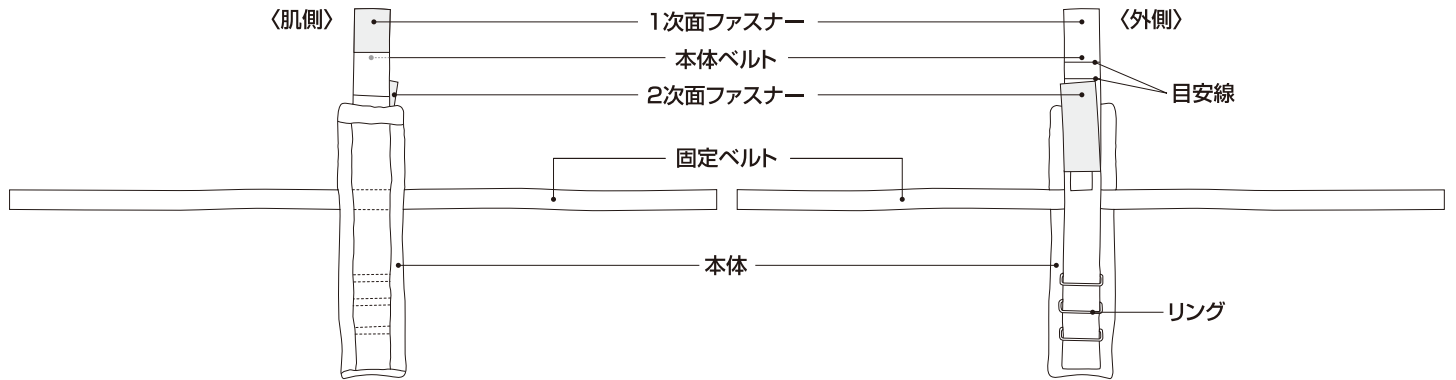 〈肌側〉
1次面ファスナー
〈外側〉
本体ベルト
2次面ファスナー
目安線
固定ベルト
本体
リング